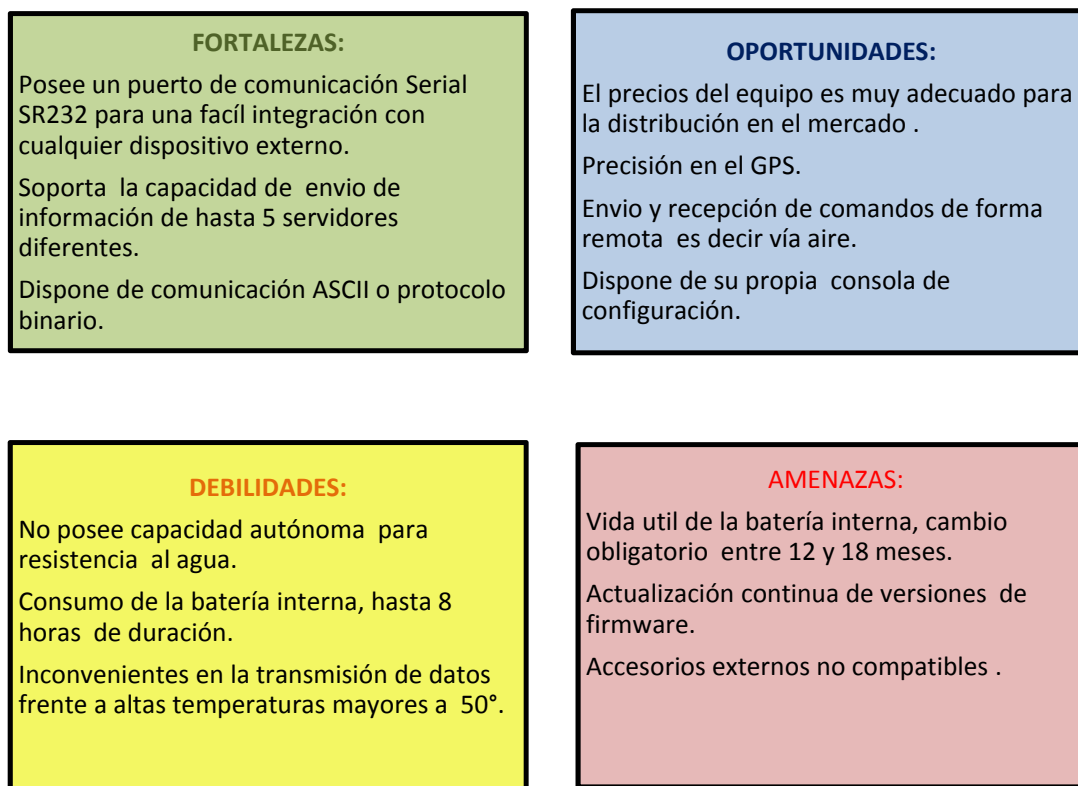 FORTALEZAS:
Posee un puerto de comunicación Serial
SR232 para una facíl integración con
cualquier dispositivo externo.
Soporta la capacidad de envio de
información de hasta 5 servidores
diferentes.
Dispone de comunicación ASCII o protocolo
binario.
OPORTUNIDADES:
El precios del equipo es muy adecuado para
la distribución en el mercado .
Precisión en el GPS.
Envio y recepción de comandos de forma
remota es decir vía aire.
Dispone de su propia consola de
configuración.
DEBILIDADES:
No posee capacidad autónoma para
resistencia al agua.
Consumo de la batería interna, hasta 8
horas de duración.
Inconvenientes en la transmisión de datos
frente a altas temperaturas mayores a 50°.
AMENAZAS:
Vida util de la batería interna, cambio
obligatorio entre 12 y 18 meses.
Actualización continua de versiones de
firmware.
Accesorios externos no compatibles .